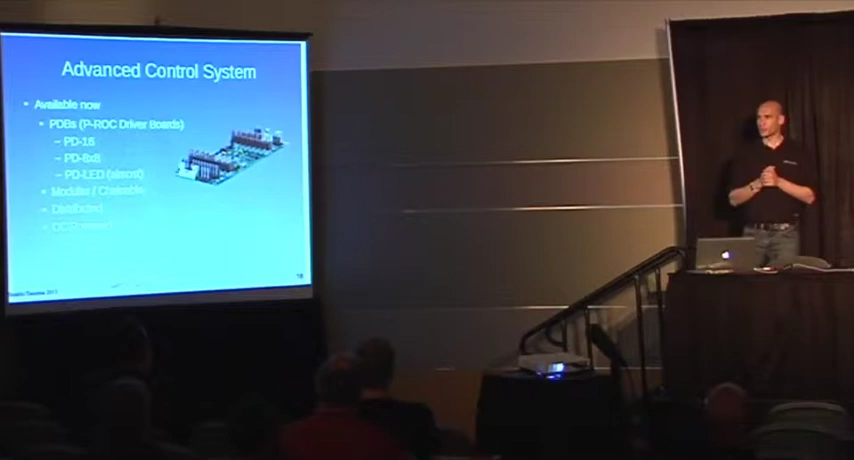 Advanced Control System
• Available now
• PDBs (P-ROC Driver Boards)
– PD-16
– PD-8x8
– PD-LED (almost)
• Modular / Chainable
• Distributed